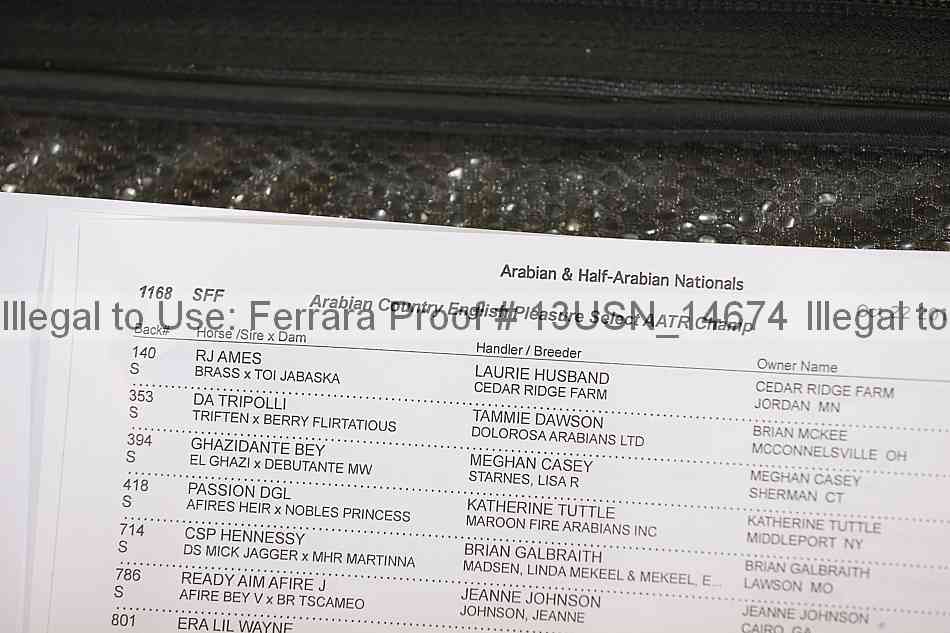 Arabian & Half-Arabian Nationals
1168 SFF Arabian Country English Pleasure Select AATR Champ Oct 22 20
Illegal to Use: Ferrara Proof # 13USN_14674 Illegal to
Back# Horse /Sire x Dam Handler / Breeder Owner Name
140 RJ AMES LAURIE HUSBAND CEDAR RIDGE FARM
S BRASS x TOI JABASKA CEDAR RIDGE FARM JORDAN MN
353 DA TRIPOLLI TAMMIE DAWSON BRIAN MCKEE
S TRIFTEN x BERRY FLIRTATIOUS DOLOROSA ARABIANS LTD MCCONNELSVILLE OH
394 GHAZIDANTE BEY MEGHAN CASEY MEGHAN CASEY
S EL GHAZI x DEBUTANTE MW STARNES, LISA R SHERMAN CT
418 PASSION DGL KATHERINE TUTTLE KATHERINE TUTTLE
S AFIRES HEIR x NOBLES PRINCESS MAROON FIRE ARABIANS INC MIDDLEPORT NY
714 CSP HENNESSY BRIAN GALBRAITH BRIAN GALBRAITH
S DS MICK JAGGER x MHR MARTINNA MADSEN, LINDA MEKEEL & MEKEEL, E... LAWSON MO
786 READY AIM AFIRE J JEANNE JOHNSON JEANNE JOHNSON
S AFIRE BEY V x BR TSCAMEO JOHNSON, JEANNE CAIRO, GA
801 ERA LIL WAYNE